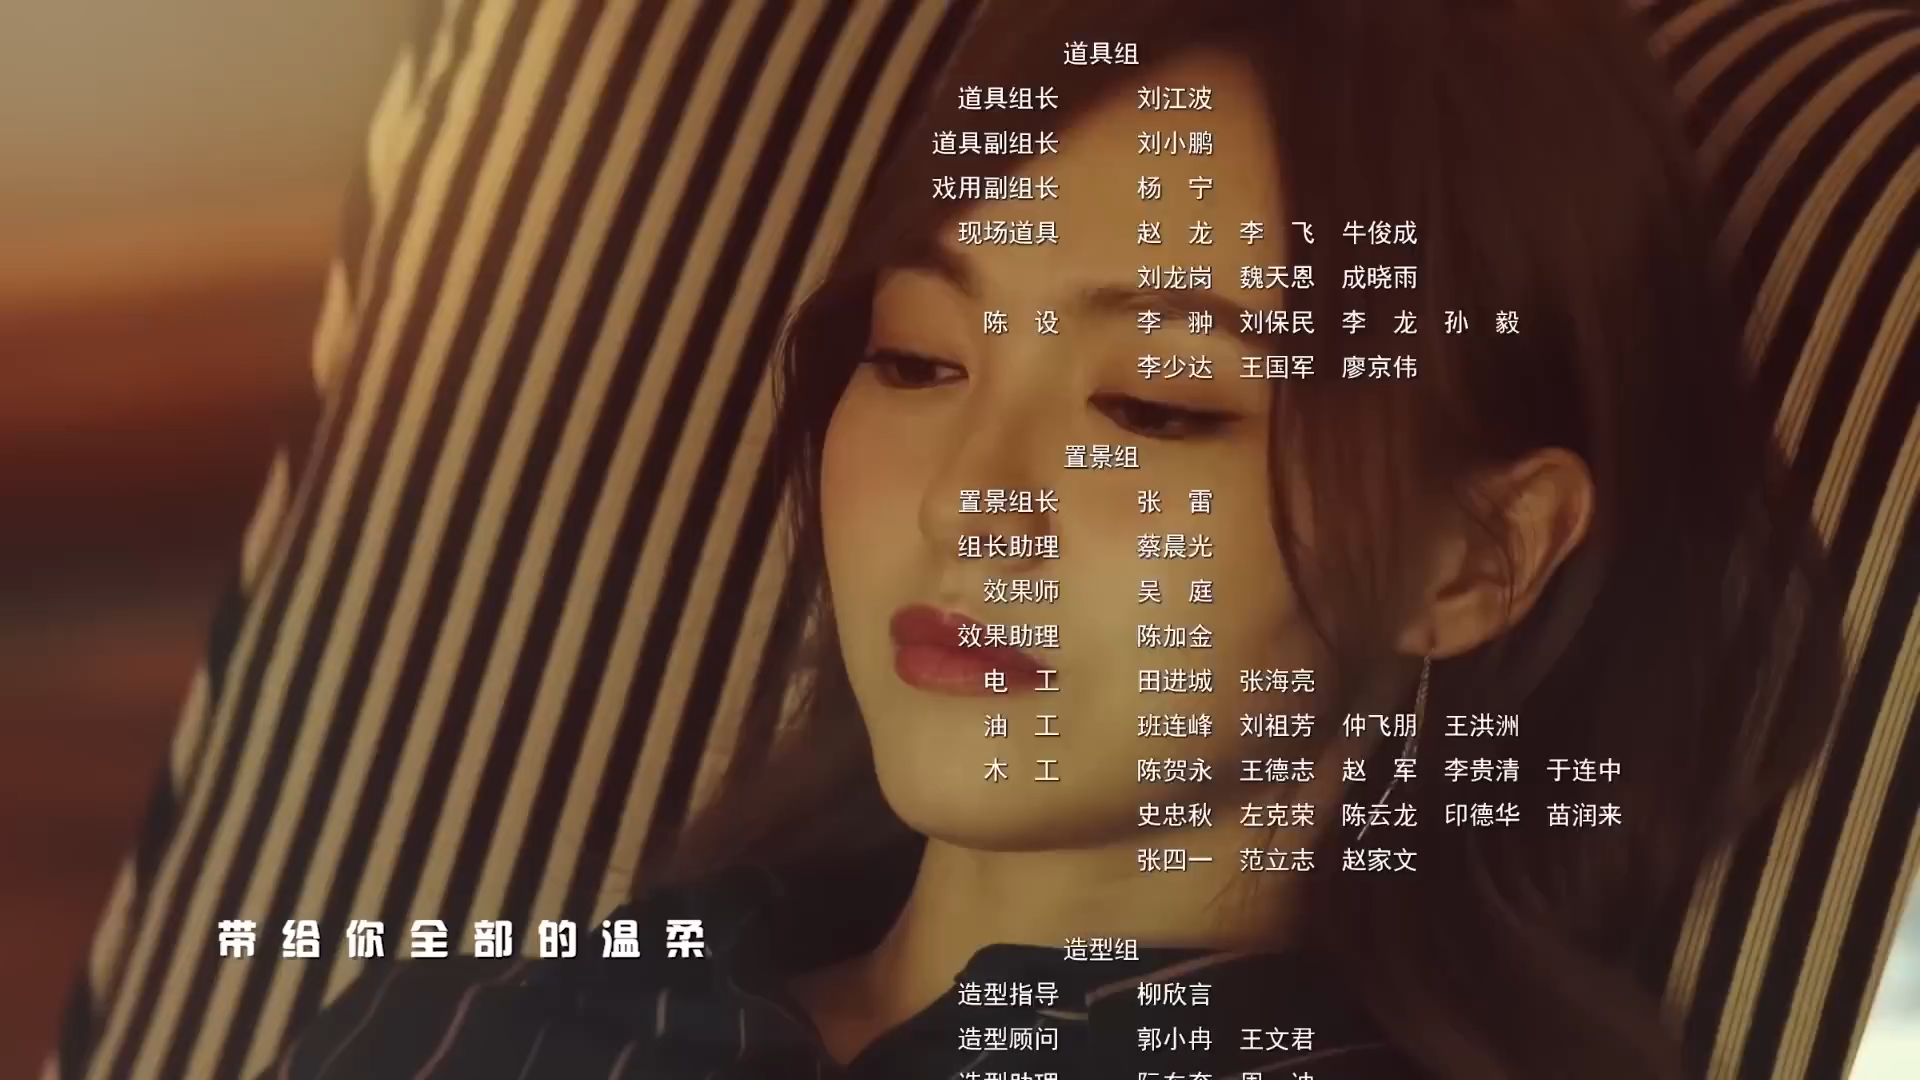 道具组
道具组长 刘江波
道具副组长 刘小鹏
戏用副组长 杨 宁
现场道具 赵 龙 李 飞 牛俊成
刘龙岗 魏天恩 成晓雨
陈 设 李 翀 刘保民 李 龙 孙 毅
李少达 王国军 廖京伟
置景组
置景组长 张 雷
组长助理 蔡晨光
效果师 吴 庭
效果助理 陈加金
电 工 田进城 张海亮
油 工 班连峰 刘祖芳 仲飞朋 王洪洲
木 工 陈贺永 王德志 赵 军 李贵清 于连中
史忠秋 左克荣 陈云龙 印德华 苗润来
张四一 范立志 赵家文
带给你全部的温柔
造型组
造型指导 柳欣言
造型顾问 郭小冉 王文君
造型助理